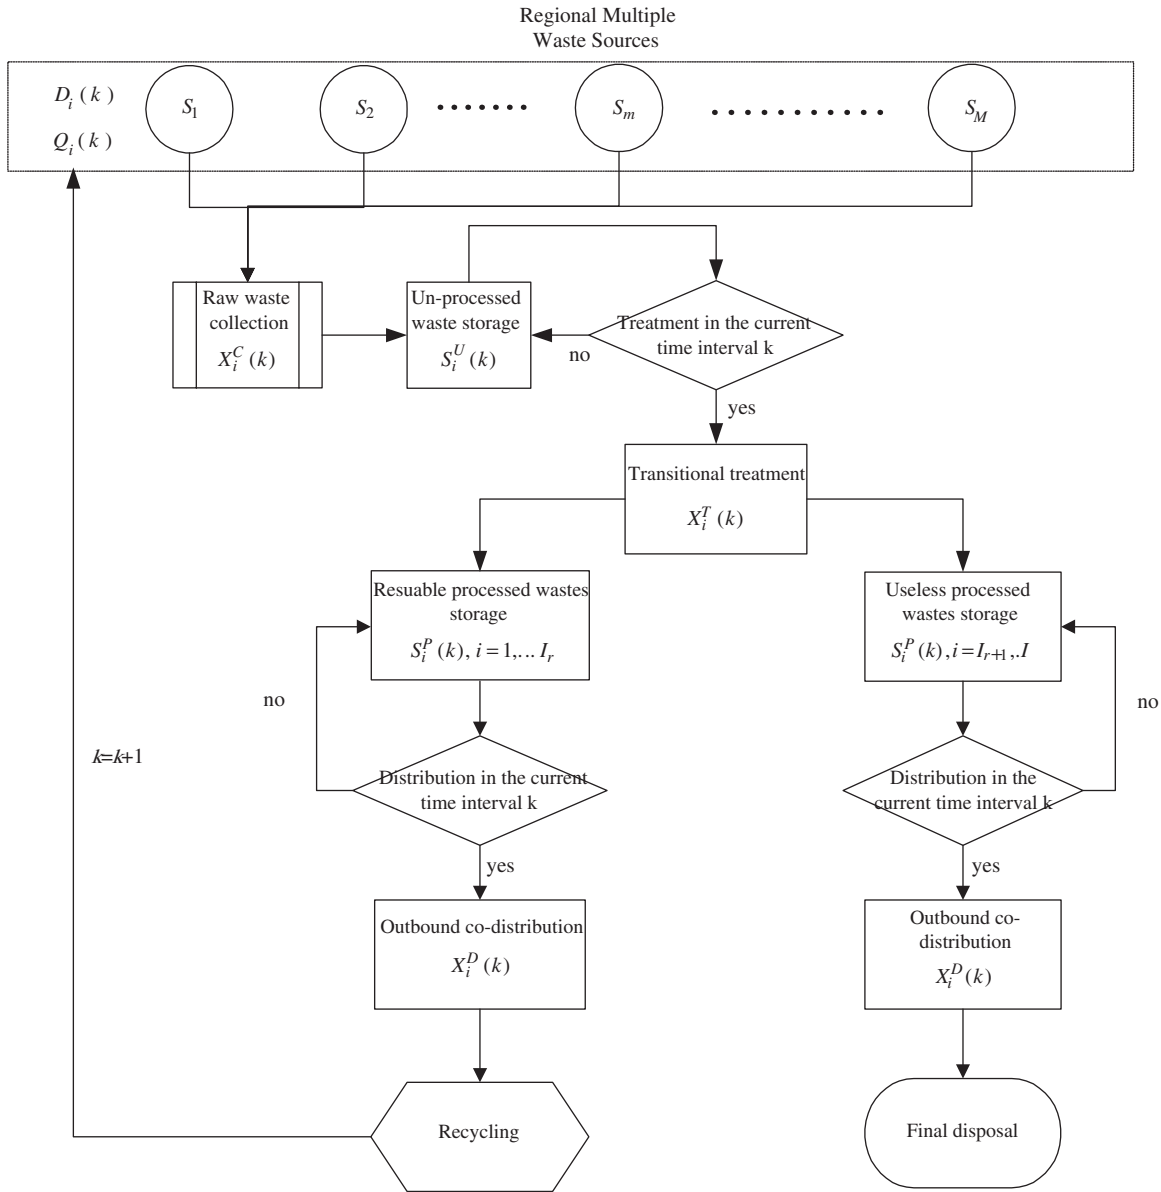 Regional Multiple
Waste Sources
D_i(k)
Q_i(k)
S_1
S_2
S_m
S_M
Raw waste
collection
X_i^C(k)
Un-processed
waste storage
S_i^U(k)
Treatment in the current
time interval k
no
yes
Transitional treatment
X_i^T(k)
Resuable processed wastes
storage
S_i^P(k), i=1,... I_r
Useless processed
wastes storage
S_i^P(k), i=I_{r+1},.I
no
no
k=k+1
Distribution in the current
time interval k
Distribution in the
current time interval k
yes
yes
Outbound co-distribution
X_i^D(k)
Outbound co-
distribution
X_i^D(k)
Recycling
Final disposal